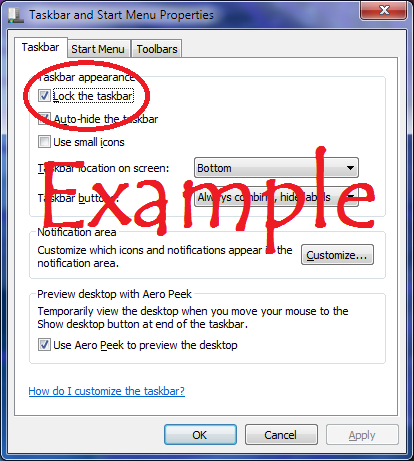 Taskbar and Start Menu Properties
Taskbar Start Menu Toolbars
Taskbar appearance
Lock the taskbar
Auto-hide the taskbar
Use small icons
Taskbar location on screen: Bottom
Example
Taskbar buttons: Always combine, hide labels
Notification area
Customize which icons and notifications appear in the
notification area.
Customize...
Preview desktop with Aero Peek
Temporarily view the desktop when you move your mouse to the
Show desktop button at end of the taskbar.
Use Aero Peek to preview the desktop
How do I customize the taskbar?
OK Cancel Apply